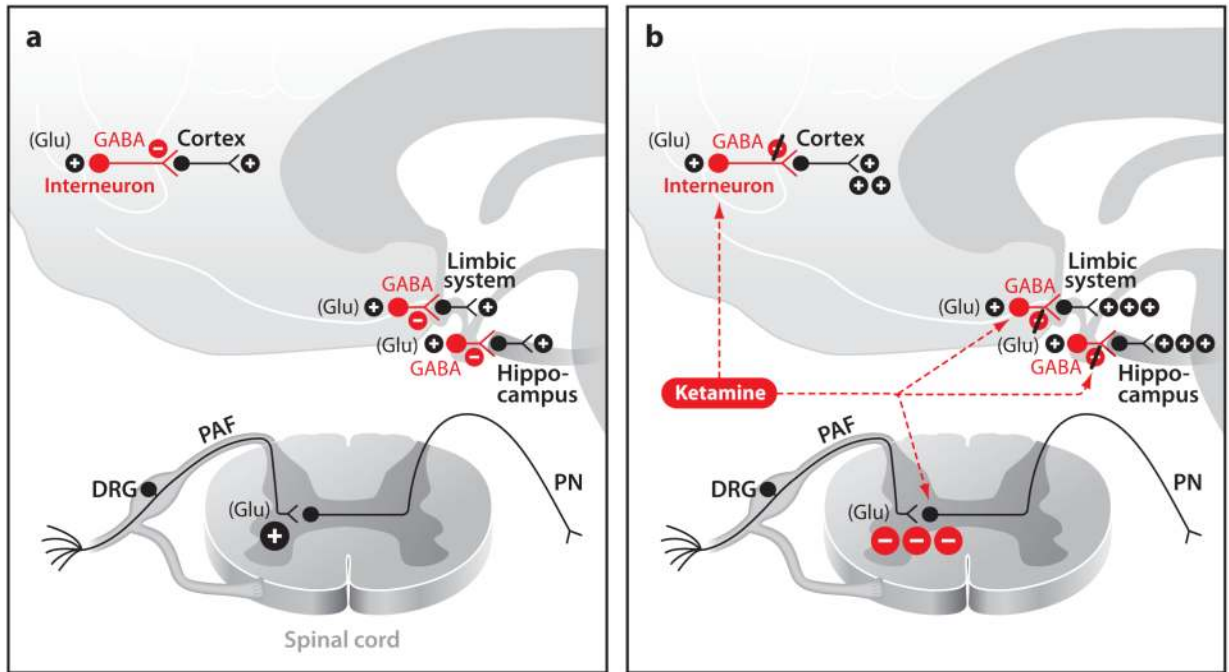 a
(Glu)
GABA
Cortex
Interneuron
Limbic
system
GABA
(Glu)
(Glu)
GABA
Hippo-
campus
PAF
DRG
(Glu)
PN
Spinal cord
b
(Glu)
GABA
Cortex
Interneuron
Limbic
system
GABA
(Glu)
(Glu)
GABA
Hippo-
campus
Ketamine
PAF
DRG
(Glu)
PN